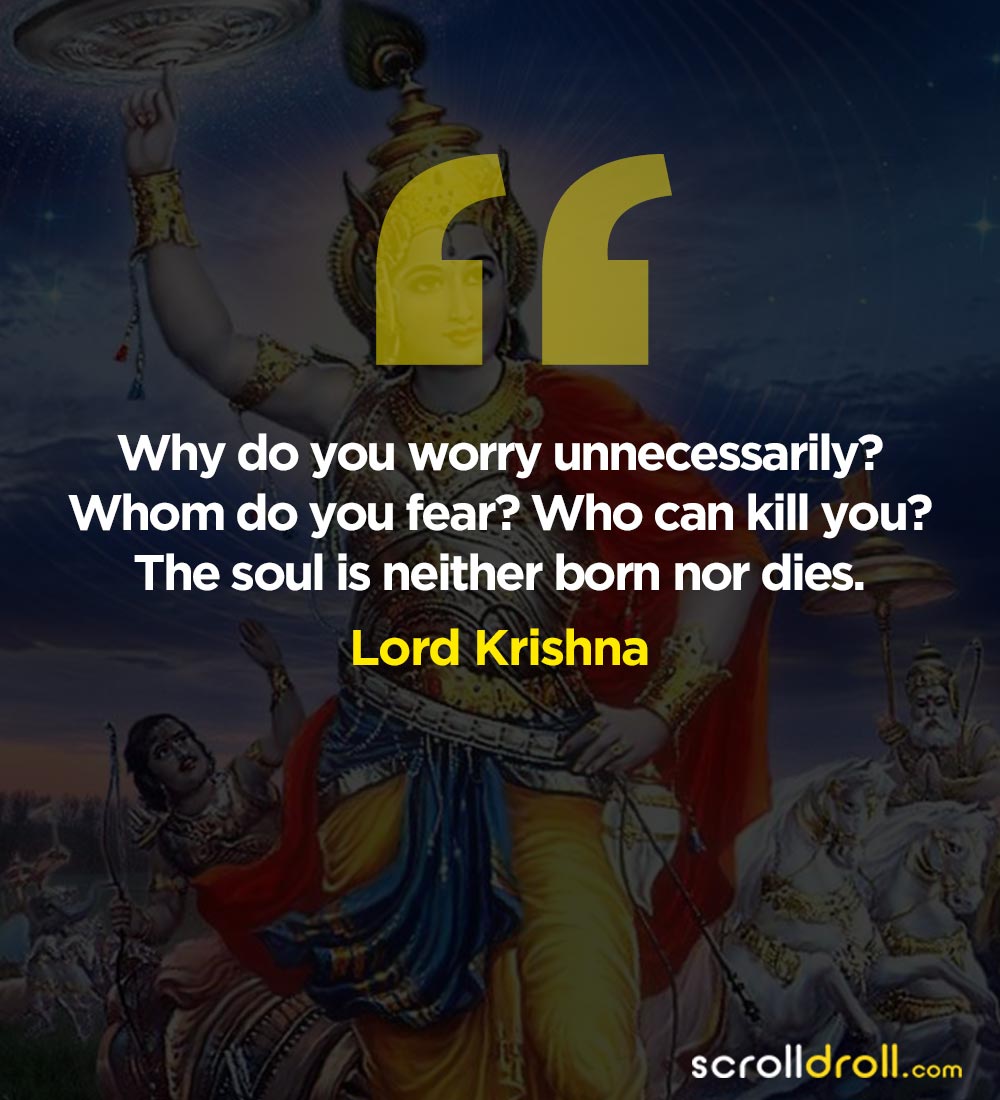 “
Why do you worry unnecessarily?
Whom do you fear? Who can kill you?
The soul is neither born nor dies.
Lord Krishna
scrolldroll.com